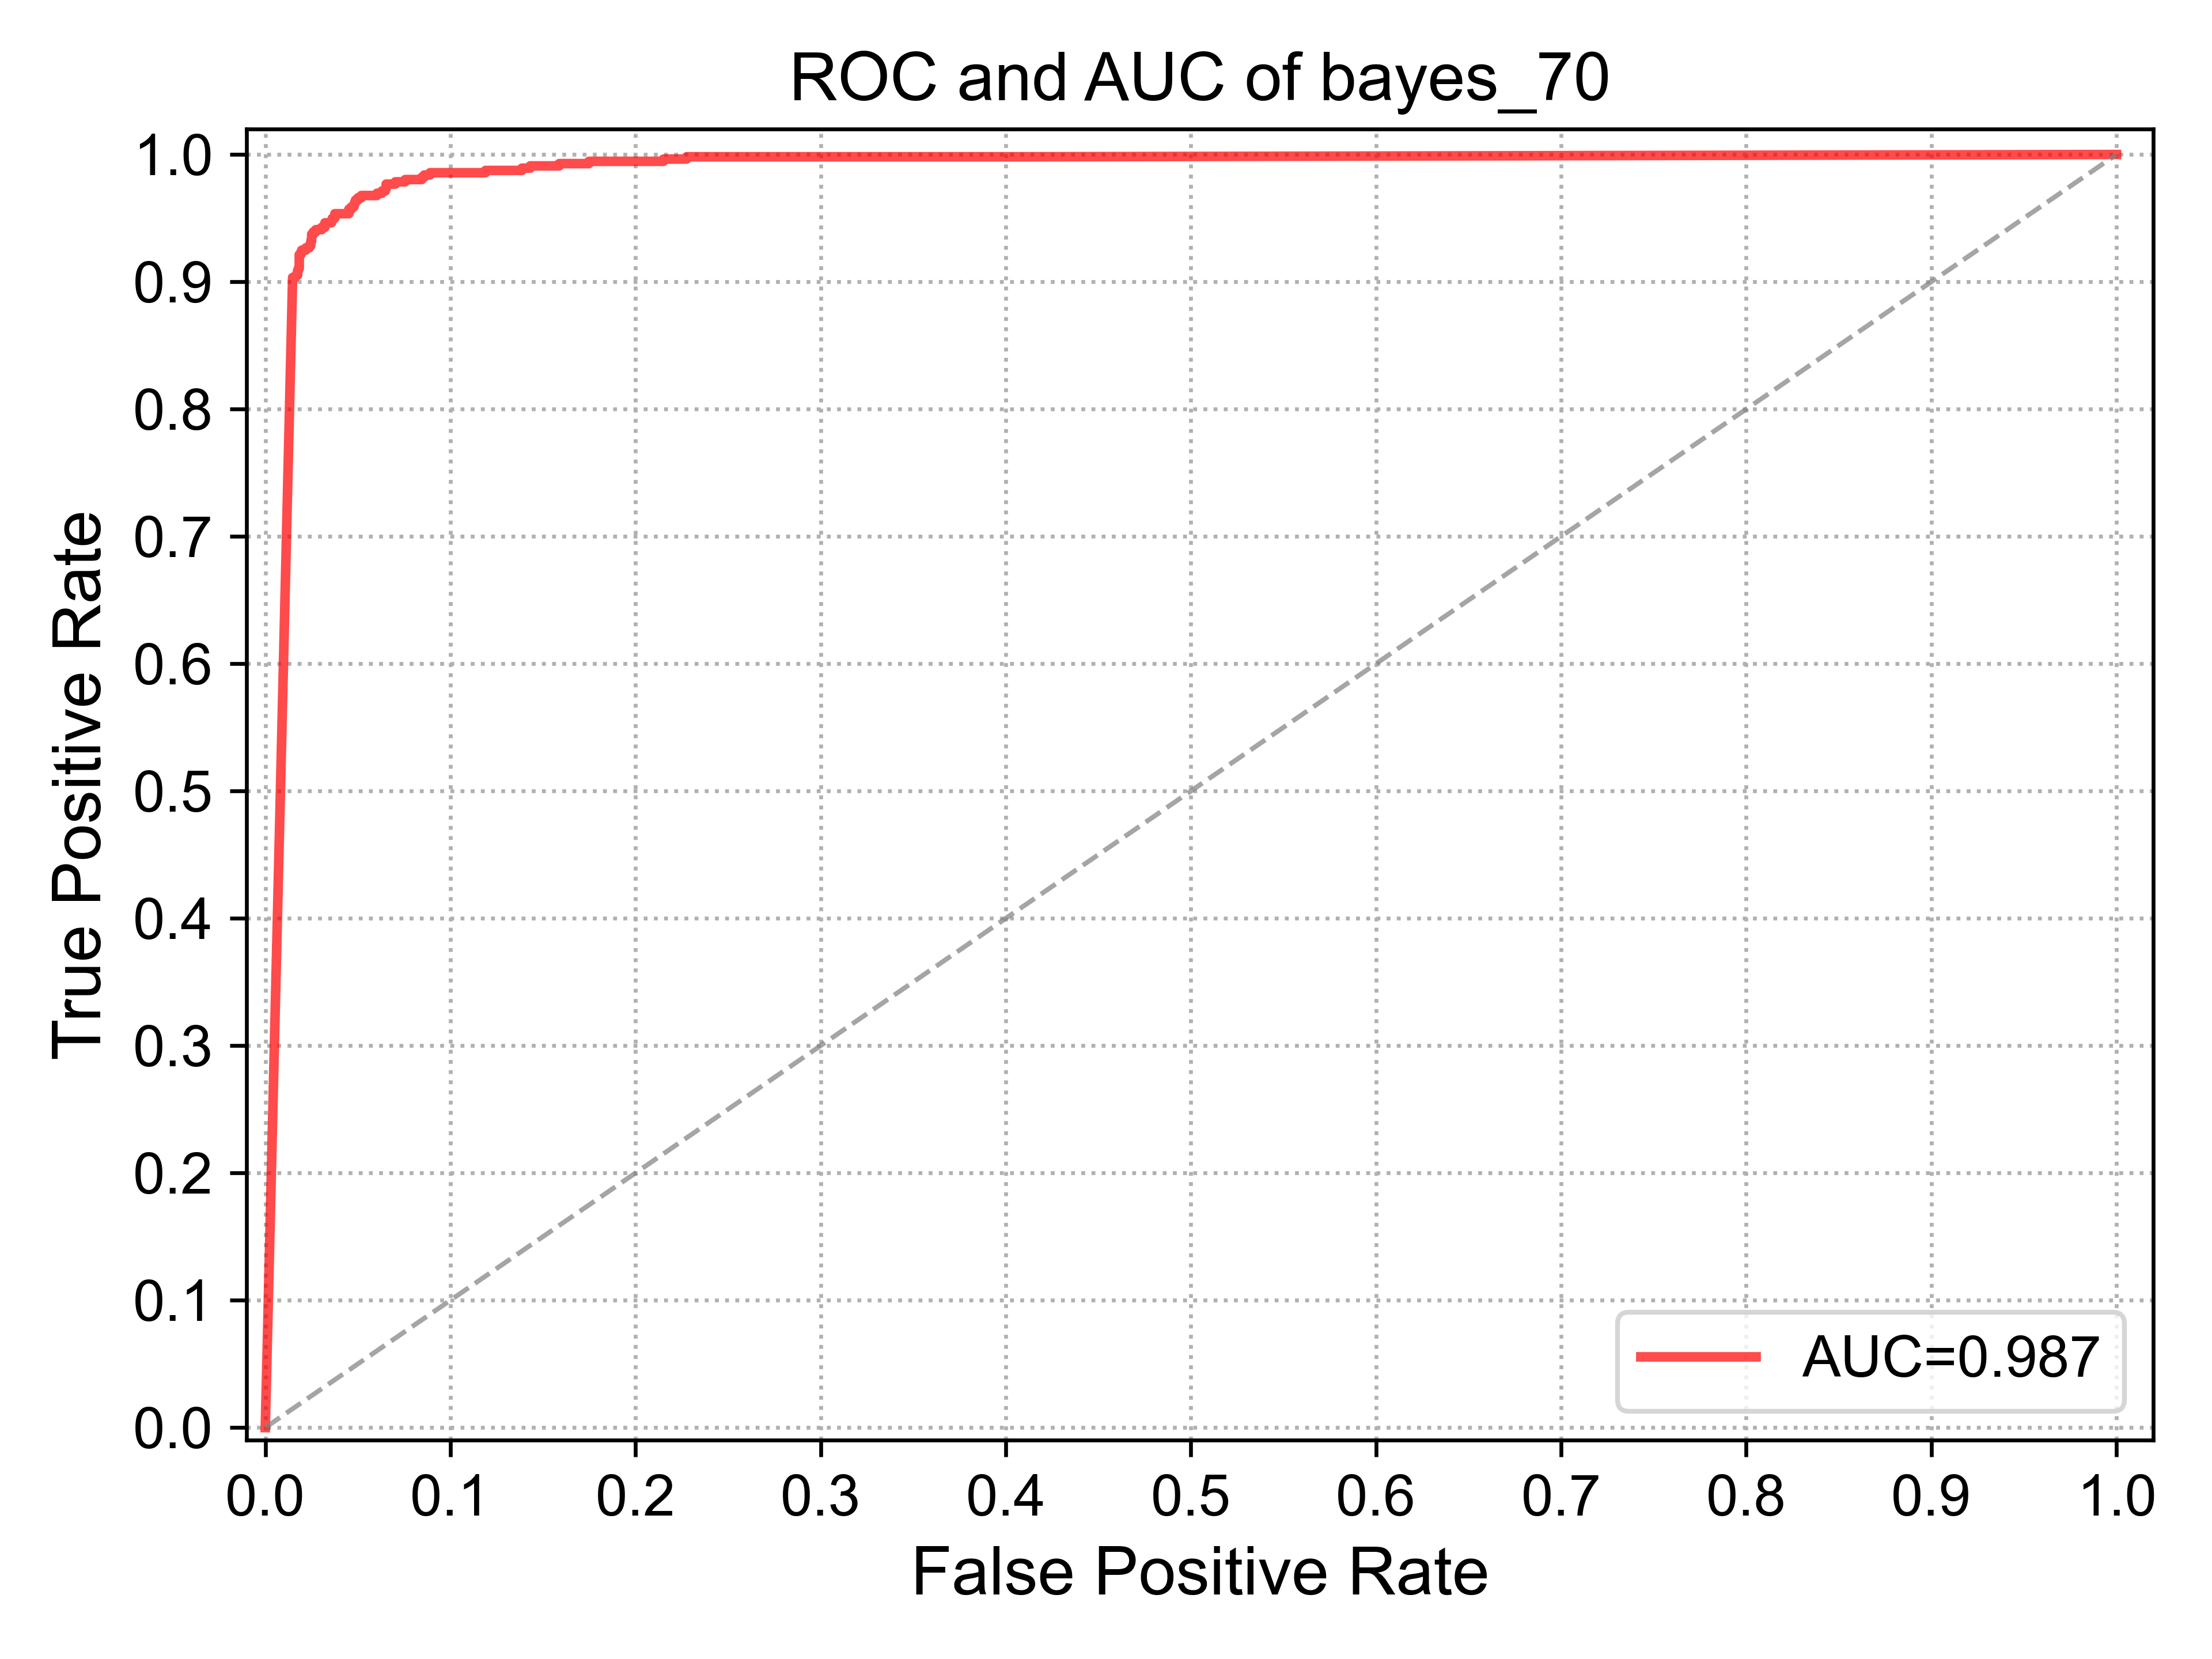 ROC and AUC of bayes_70
True Positive Rate
1.0
0.9
0.8
0.7
0.6
0.5
0.4
0.3
0.2
0.1
0.0
AUC=0.987
0.0 0.1 0.2 0.3 0.4 0.5 0.6 0.7 0.8 0.9 1.0
False Positive Rate